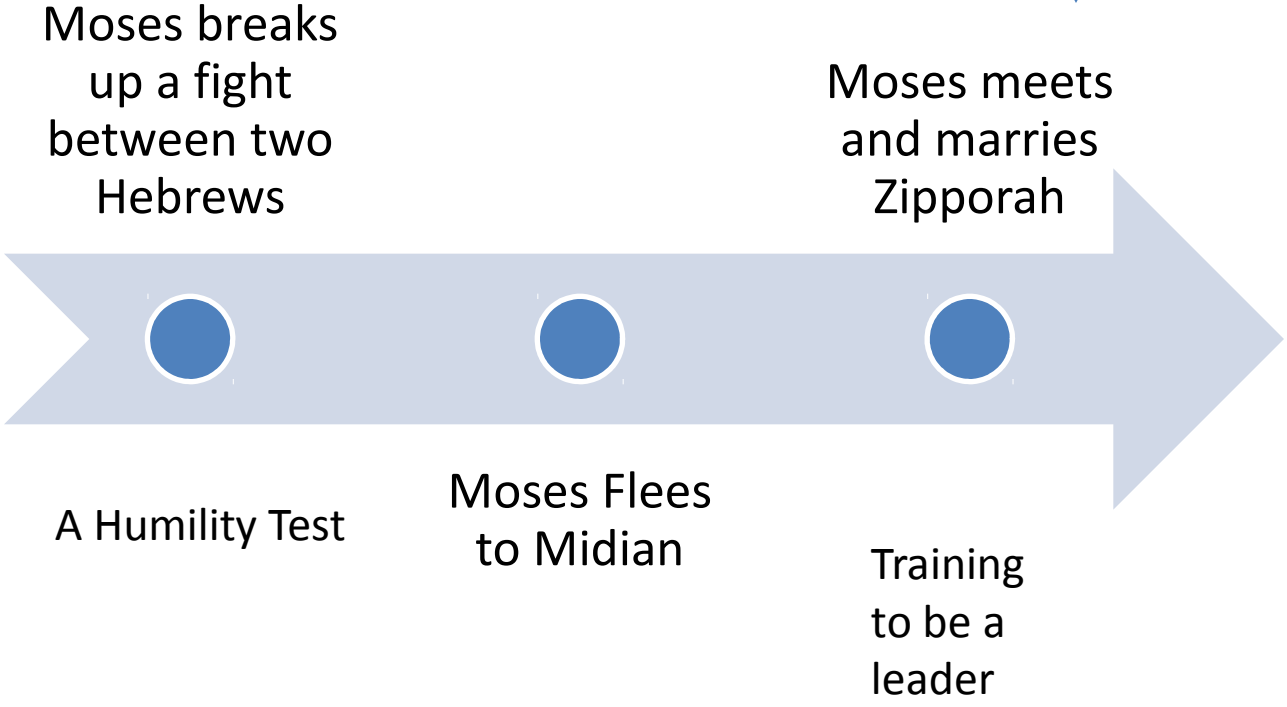 Moses breaks
up a fight
between two
Hebrews
Moses meets
and marries
Zipporah
A Humility Test
Moses Flees
to Midian
Training
to be a
leader